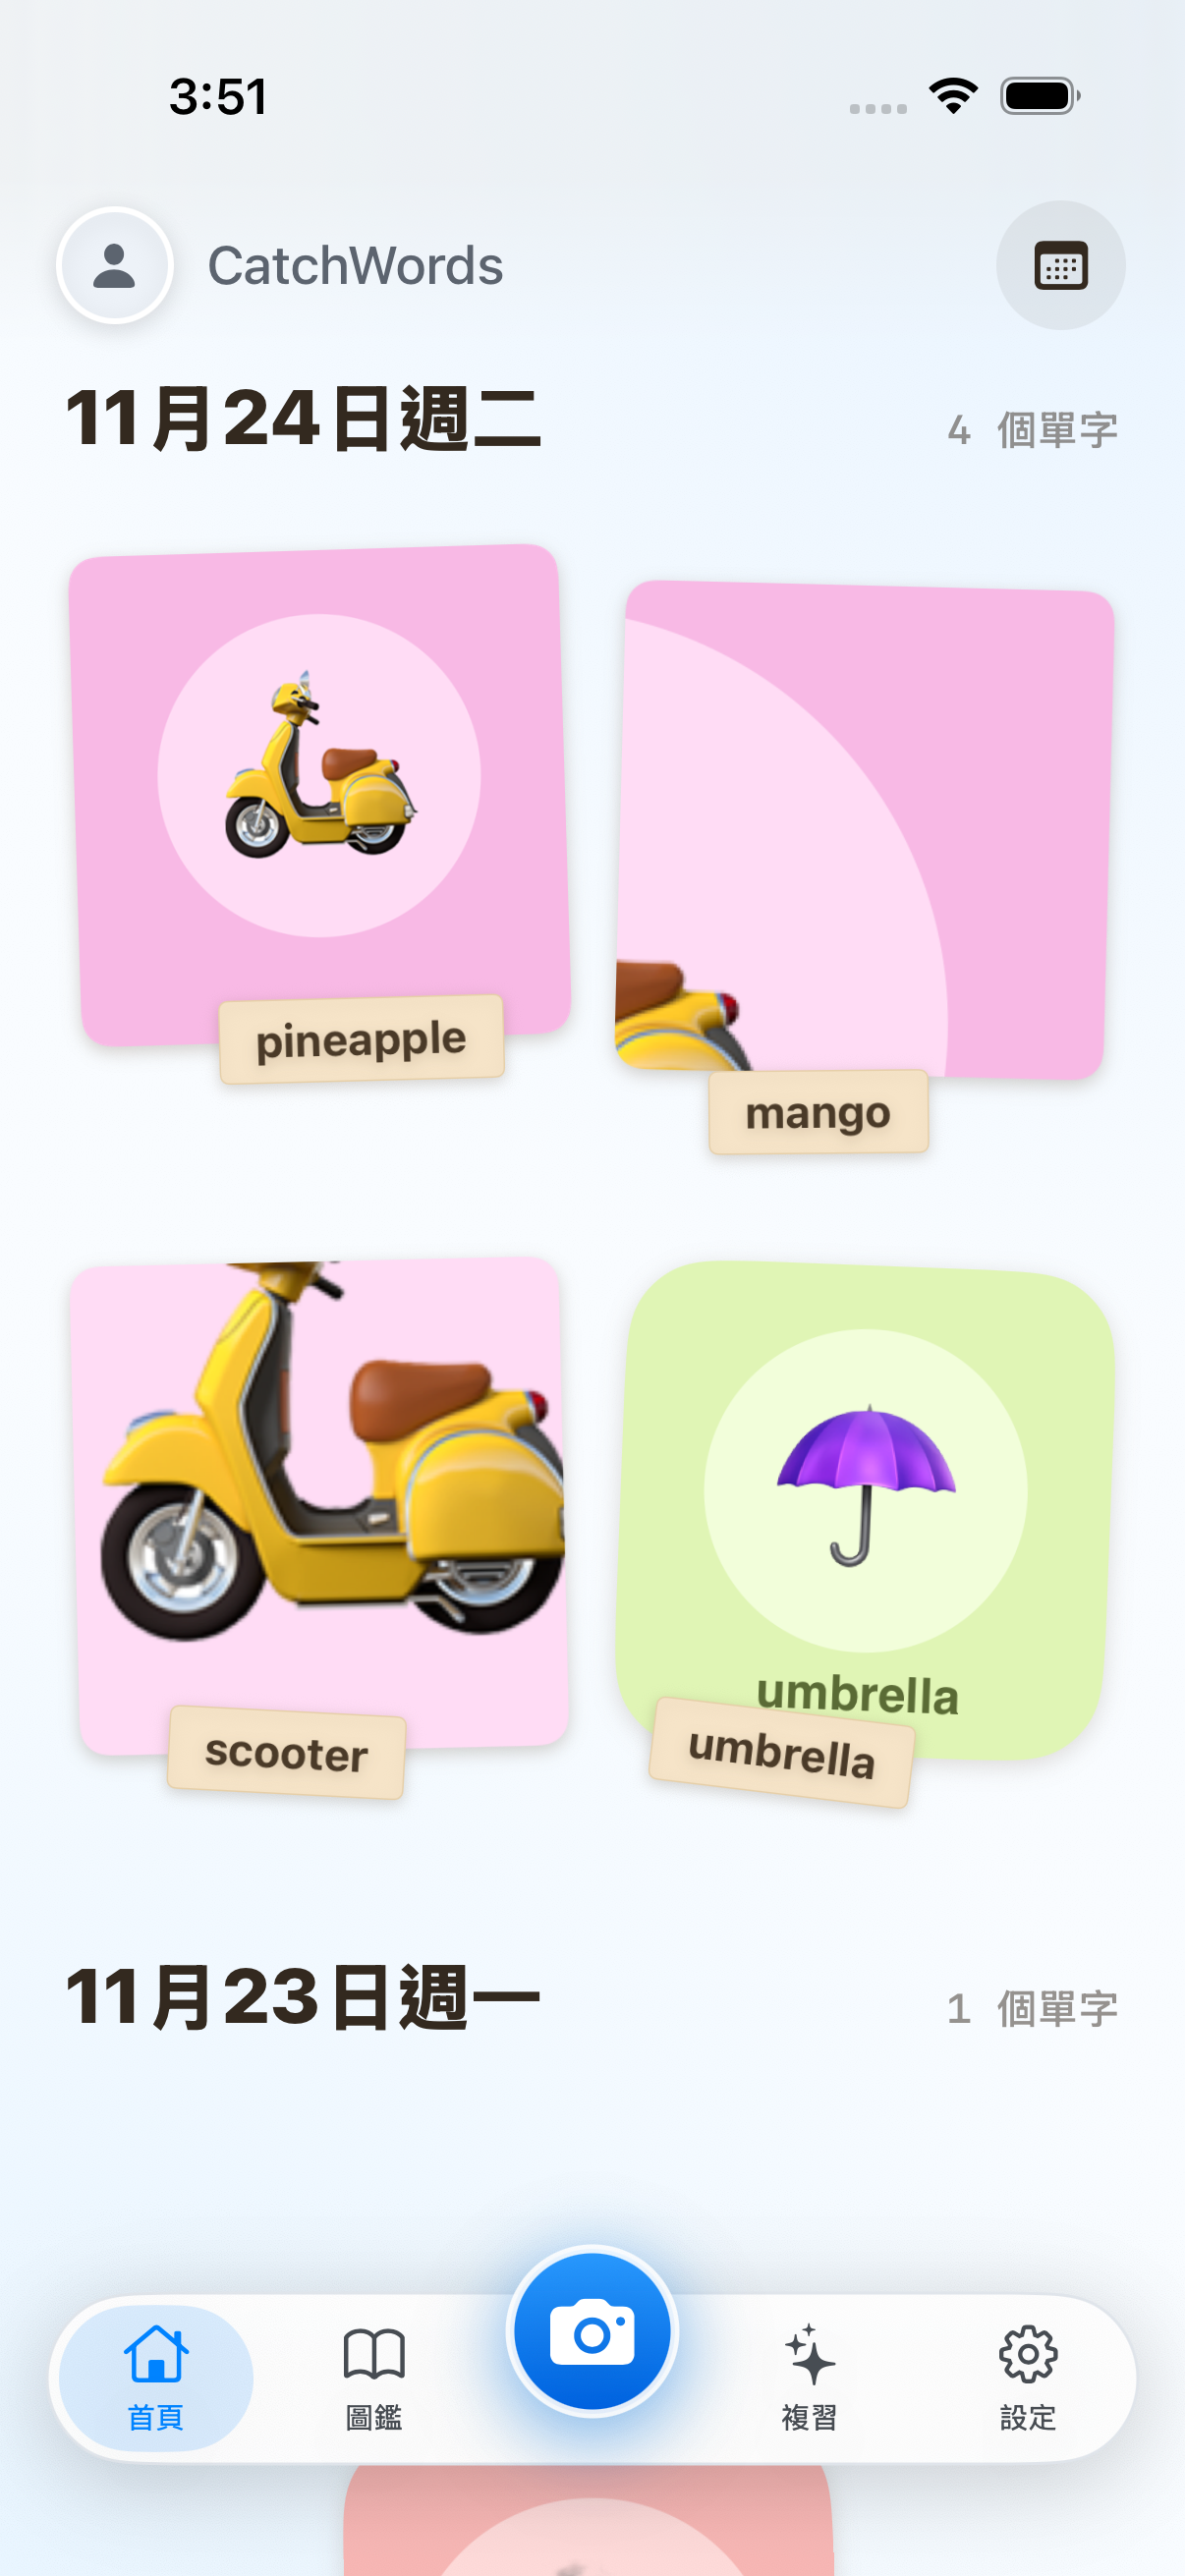 3:51
CatchWords
11月24日週二
4 個單字
pineapple
mango
scooter
umbrella
umbrella
11月23日週一
1 個單字
首頁
圖鑑
複習
設定